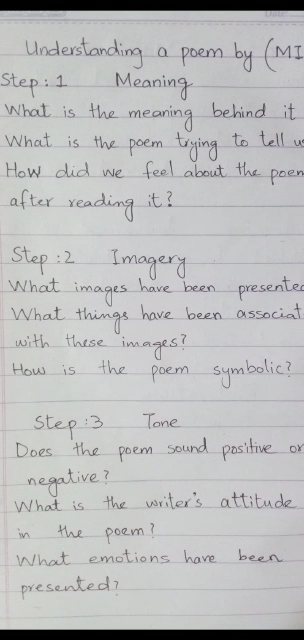 Understanding a poem by (MI
Step: 1 Meaning
What is the meaning behind it
What is the poem trying to tell us
How did we feel about the poem
after reading it?
Step :2 Imagery
What images have been presented
What things have been associat
with these images?
How is the poem symbolic?
Step :3 Tone
Does the poem sound positive or
negative?
What is the writer's attitude
in the poem?
What emotions have been
presented?